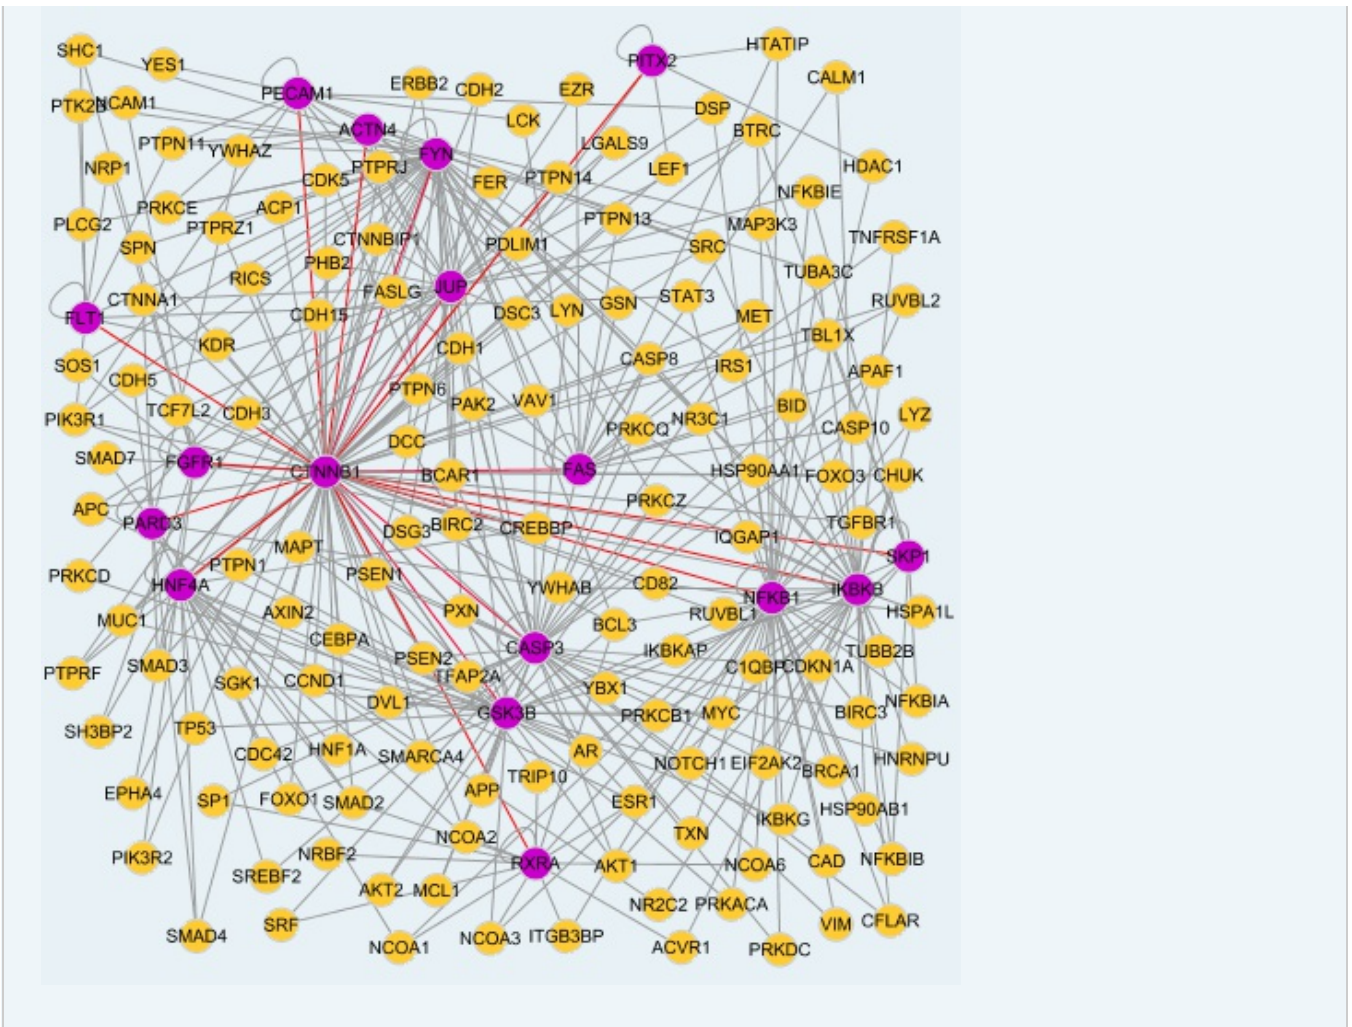 SHC1
YES1
PITX2
HTATIP
CALM1
PTK2B
NCAM1
PECAM1
ERBB2
CDH2
EZR
DSP
LCK
ACTN4
BTRC
PTPN11
YWHAZ
FYN
LGALS9
NRP1
CDK5
PTPRJ
FER
PTPN14
LEF1
HDAC1
NFKBIE
PRKCE
ACP1
PLCG2
PTPRZ1
PTPN13
MAP3K3
TNFRSF1A
SPN
CTNNBIP1
PDLIM1
SRC
PHB2
RICS
TUBA3C
CTNNA1
FASLG
JUP
STAT3
RUVBL2
FLT1
CDH15
DSC3
LYN
GSN
MET
KDR
CDH1
TBL1X
SOS1
CASP8
IRS1
APAF1
CDH5
PTPN6
PIK3R1
TCF7L2
CDH3
PAK2
VAV1
NR3C1
BID
LYZ
PRKCQ
CASP10
DCC
SMAD7
FGFR1
CTNNB1
BCAR1
FAS
HSP90AA1
FOXO3
CHUK
APC
PARD3
PRKCZ
DSG3
BIRC2
CREBBP
IQGAP1
TGFBR1
MAPT
PRKCD
HNF4A
PTPN1
PSEN1
YWHAB
CD82
NFKB1
IKBKB
SKP1
MUC1
AXIN2
PXN
BCL3
RUVBL1
HSPA1L
CEBPA
CASP3
IKBKAP
TUBB2B
PTPRF
SMAD3
PSEN2
C1QBP
CDKN1A
SGK1
CCND1
TFAP2A
YBX1
DVL1
GSK3B
PRKCB1
MYC
BIRC3
NFKBIA
SH3BP2
TP53
CDC42
HNF1A
SMARCA4
AR
NOTCH1
EIF2AK2
BRCA1
HNRNPU
EPHA4
SP1
FOXO1
SMAD2
APP
TRIP10
ESR1
IKBKG
HSP90AB1
TXN
PIK3R2
NRBF2
NCOA2
RXRA
AKT1
NCOA6
CAD
NFKBIB
SREBF2
AKT2
MCL1
NR2C2
PRKACA
SMAD4
SRF
NCOA1
NCOA3
ITGB3BP
ACVR1
PRKDC
VIM
CFLAR